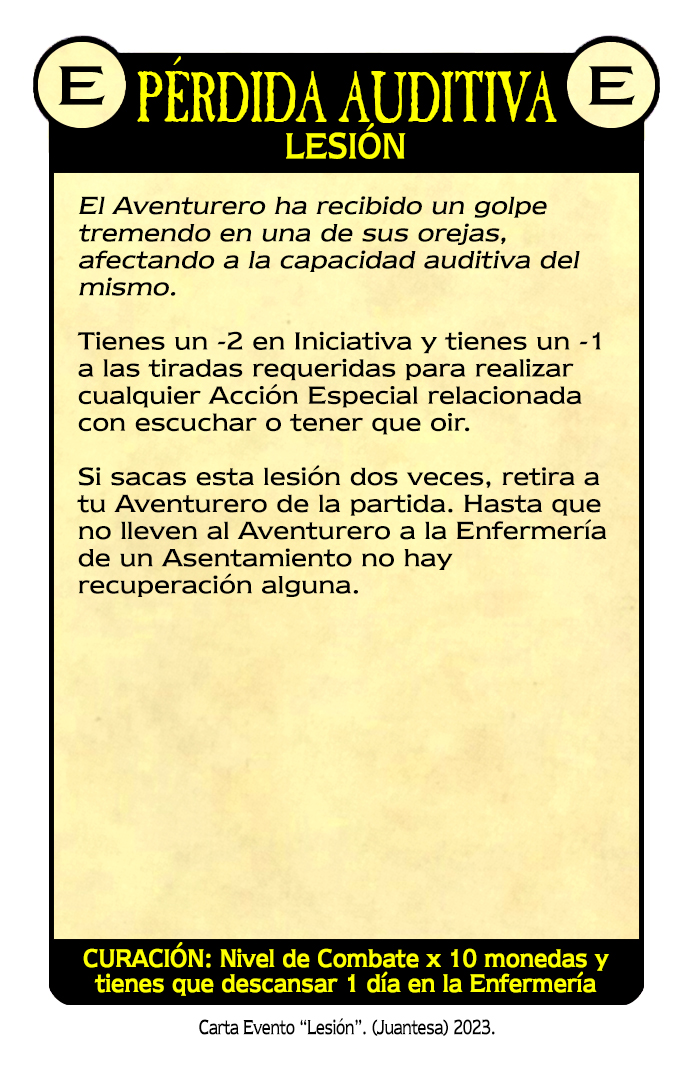 E PÉRDIDA AUDITIVA E
LESIÓN
El Aventurero ha recibido un golpe
tremendo en una de sus orejas,
afectando a la capacidad auditiva del
mismo.
Tienes un -2 en Iniciativa y tienes un -1
a las tiradas requeridas para realizar
cualquier Acción Especial relacionada
con escuchar o tener que oir.
Si sacas esta lesión dos veces, retira a
tu Aventurero de la partida. Hasta que
no lleven al Aventurero a la Enfermería
de un Asentamiento no hay
recuperación alguna.
CURACIÓN: Nivel de Combate x 10 monedas y
tienes que descansar 1 día en la Enfermería
Carta Evento “Lesión”. (Juantesa) 2023.